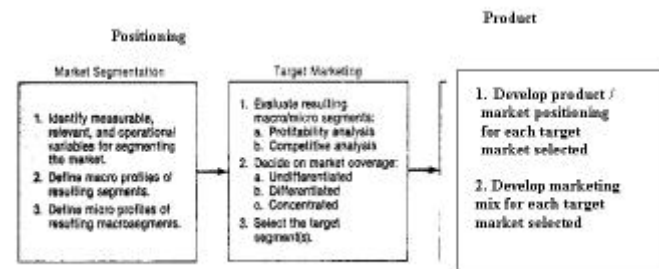 Product
Positioning
Market Segmentation
1. Identify measurable,
relevant, and operational
variables for segmenting
the market.
2. Define macro profiles of
resulting segments.
3. Define micro profiles of
resulting macrosegments.
Target Marketing
1. Evaluate resulting
macro/micro segments:
a. Profitability analysis
b. Competitive analysis
2. Decide on market coverage:
a. Undifferentiated
b. Differentiated
c. Concentrated
3. Select the target
segment(s).
1. Develop product /
market positioning
for each target
market selected
2. Develop marketing
mix for each target
market selected